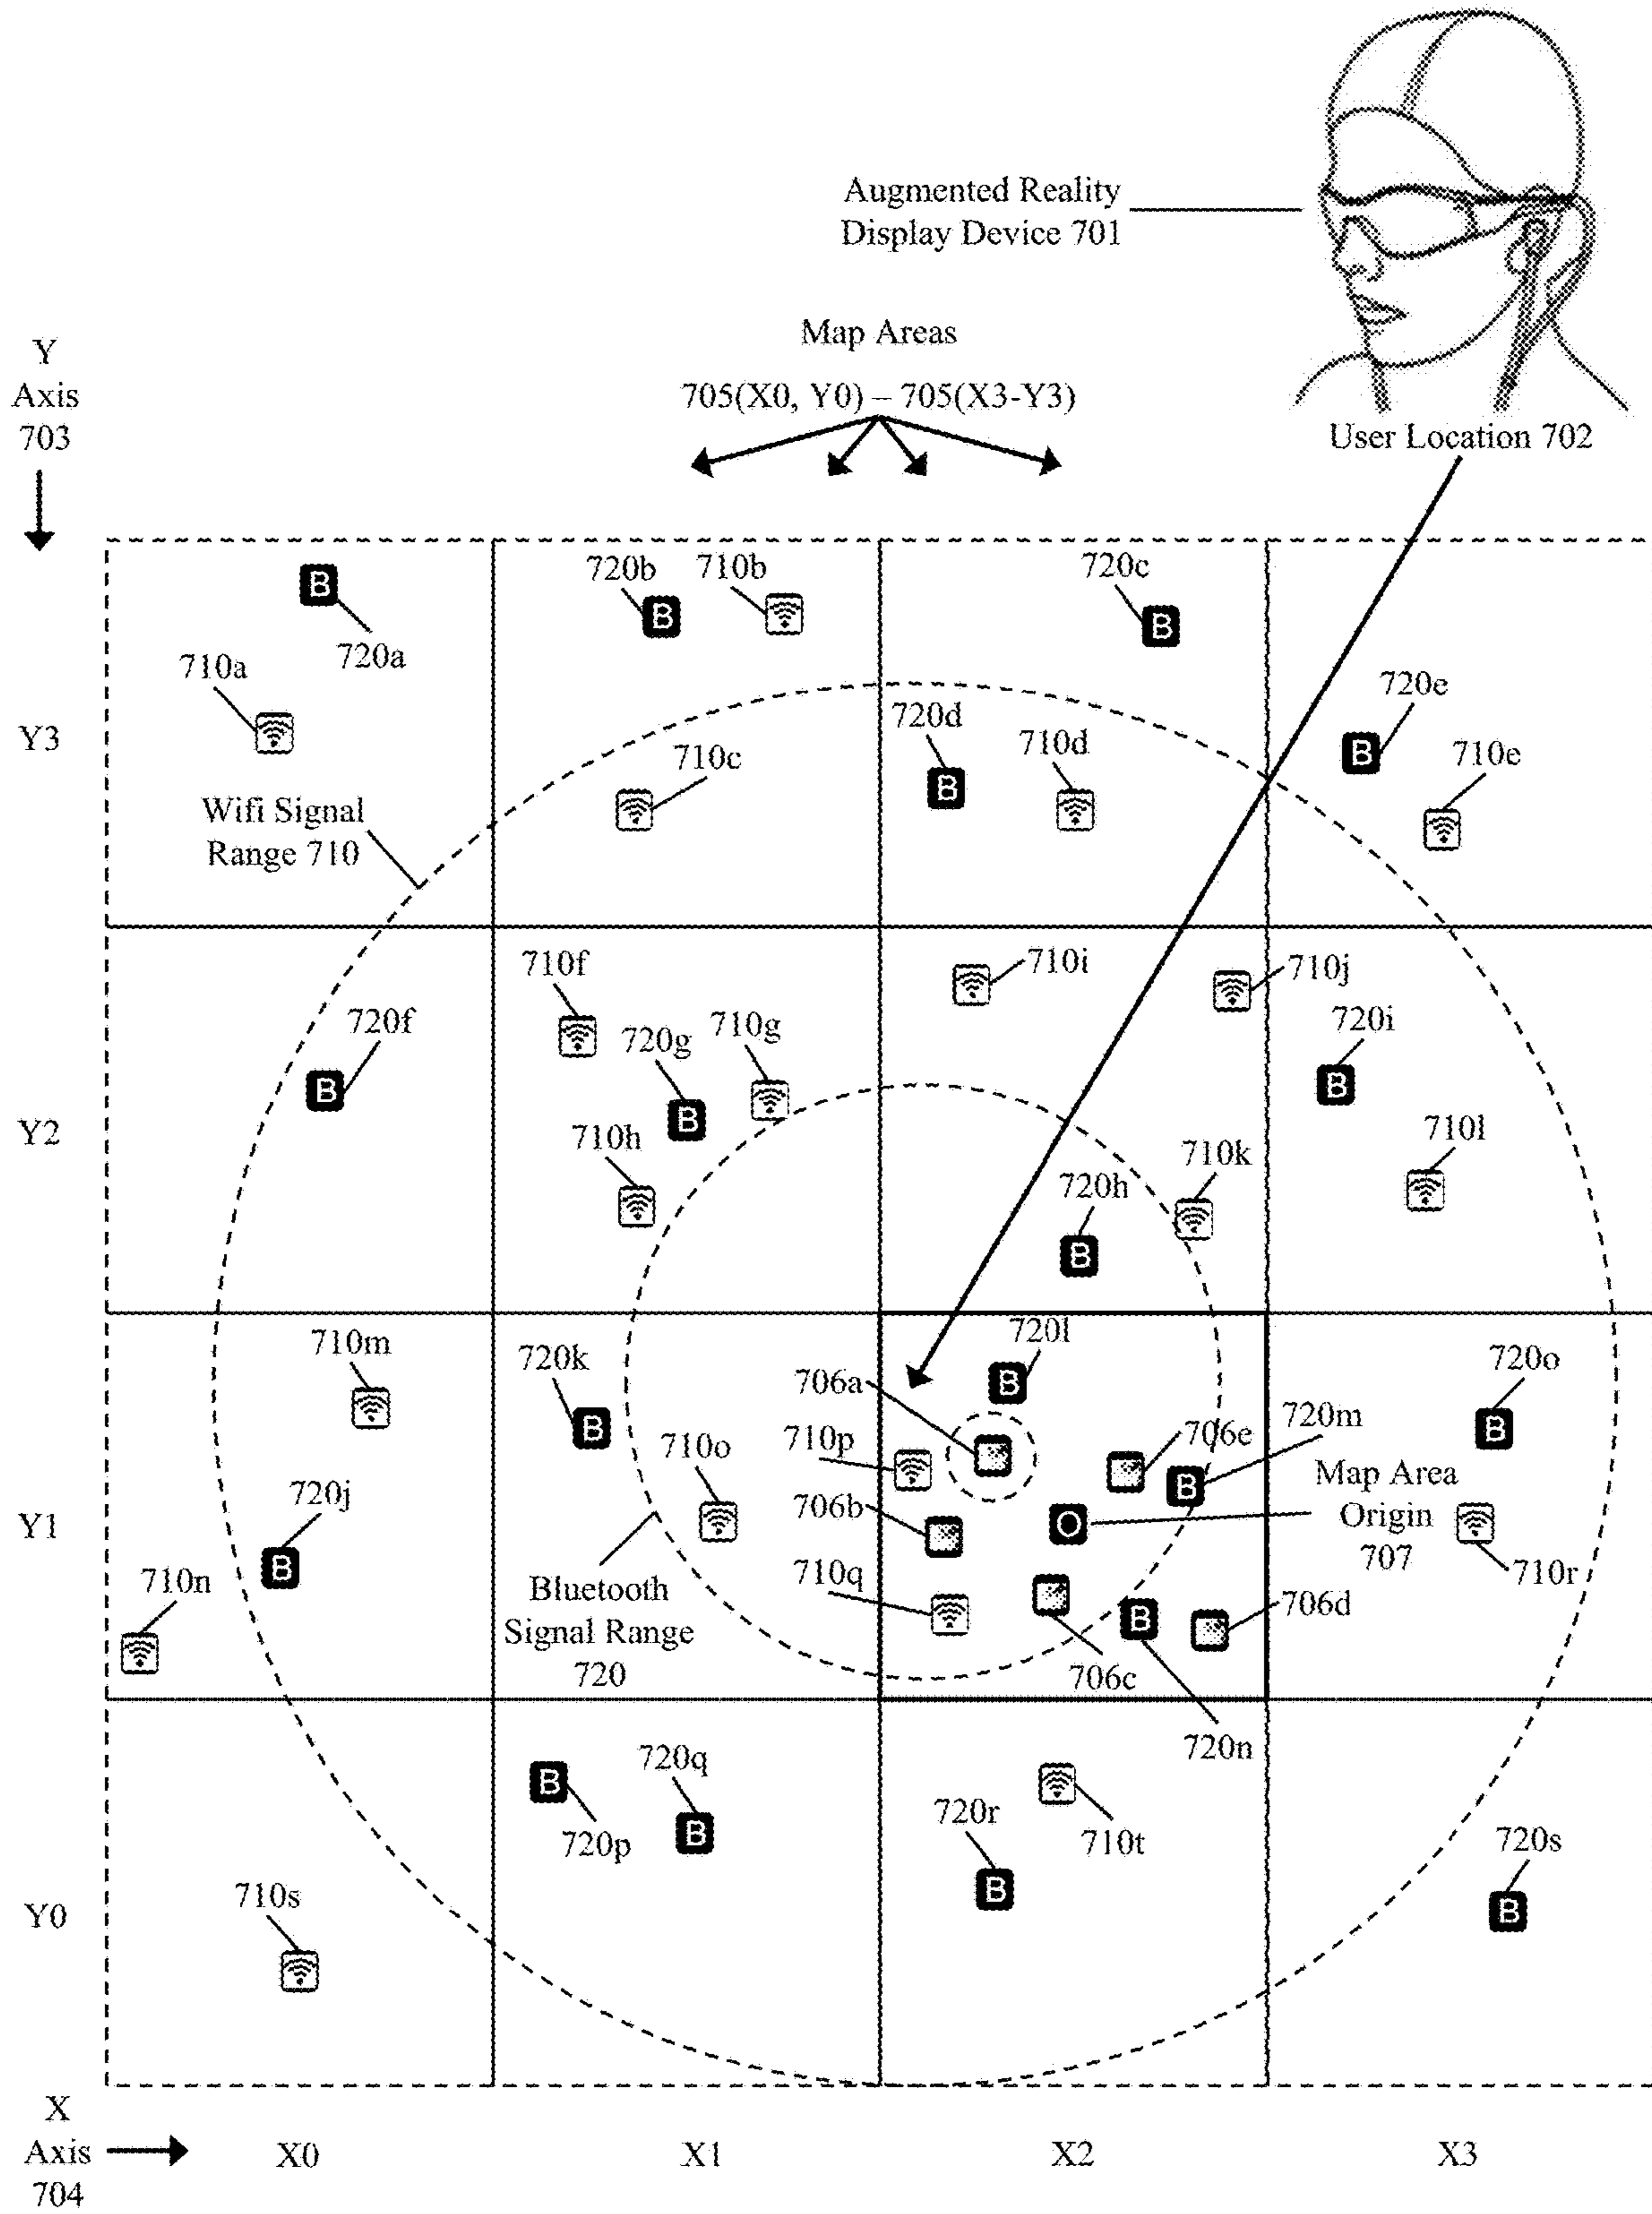 Augmented Reality
Display Device 701
Map Areas
705(X0, Y0) – 705(X3-Y3)
User Location 702
Y
Axis
703
720b
710b
720c
720a
710a
720e
720d
710d
710e
Y3
710c
Wifi Signal
Range 710
710f
710i
710j
720f
720g
710g
720i
Y2
710h
710k
710l
720h
710m
720k
720l
720o
706a
710p
706e
720m
710o
Map Area
Origin
707
706b
720j
Y1
710n
710q
Bluetooth
Signal Range
720
710r
706d
706c
720n
720q
720p
720r
710t
720s
710s
Y0
B
B
B
B
B
B
B
B
B
B
B
B
B
O
B
B
B
B
B
B
X
Axis
704
X0
X1
X2
X3